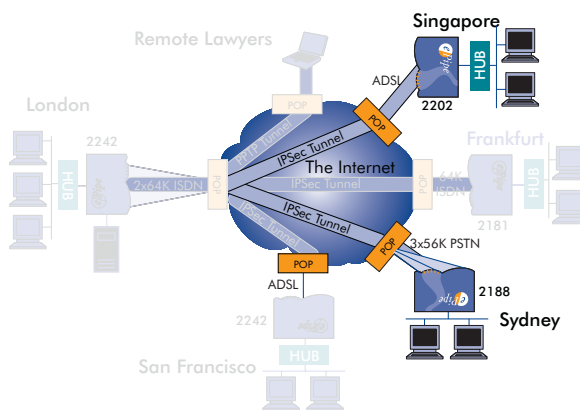 Singapore
Remote Lawyers
ADSL
HUB
ePipe
2202
POP
POP
London
PPTP Tunnel
IPSec Tunnel
2242
Frankfurt
The Internet
HUB
2x64K ISDN
POP
IPSec Tunnel
POP
64K
ISDN
HUB
2181
IPSec Tunnel
IPSec Tunnel
POP
3x56K PSTN
POP
ADSL
ePipe
2188
2242
Sydney
HUB
San Francisco